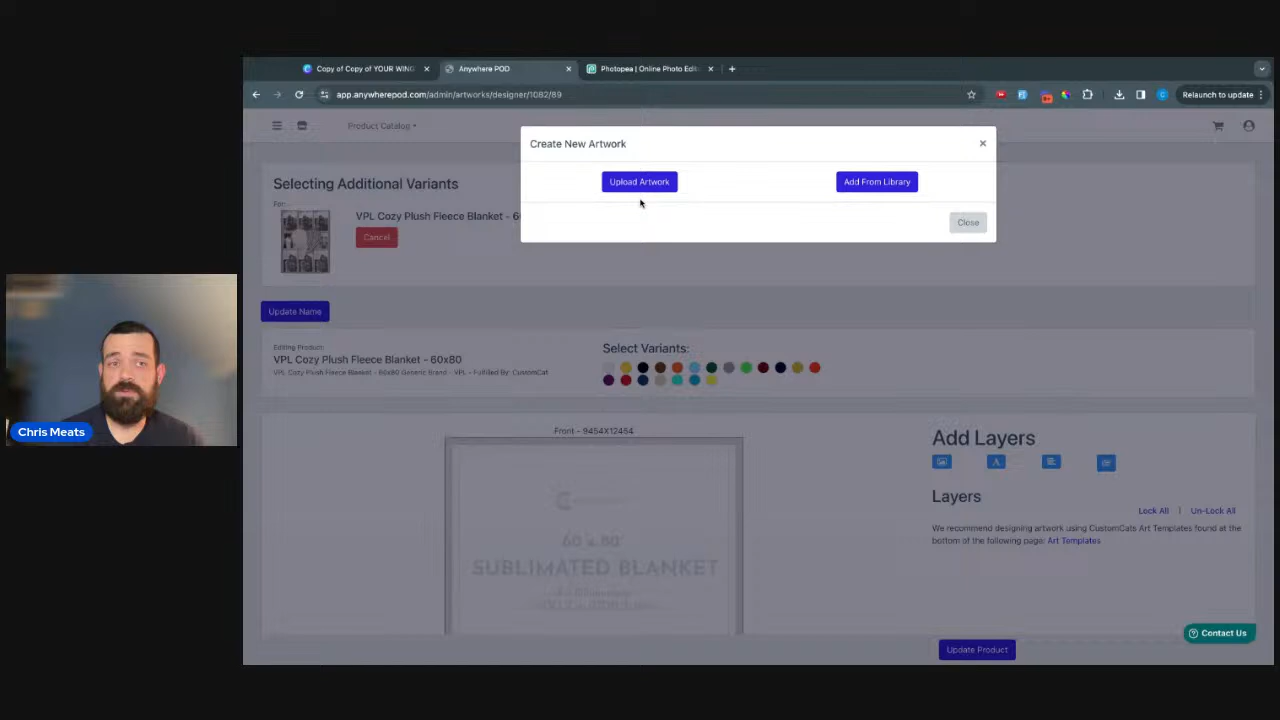 Copy of Copy of YOUR WING
Anywhere POD
Photopea | Online Photo Edit
app.anywherepod.com/admin/artworks/designer/1082/89
Relaunch to update
Product Catalog
Create New Artwork
Upload Artwork
Add From Library
Close
Selecting Additional Variants
For:
VPL Cozy Plush Fleece Blanket - 6
Cancel
Update Name
Editing Product:
VPL Cozy Plush Fleece Blanket - 60x80
VPL Cozy Plush Fleece Blanket - 60x80 Generic Brand - VPL - Fulfilled By: CustomCat
Select Variants:
Front - 9454X12454
60 x 80
SUBLIMATED BLANKET
Add Layers
Layers
Lock All | Un-Lock All
We recommend designing artwork using CustomCats Art Templates found at the
bottom of the following page: Art Templates
Contact Us
Update Product
Chris Meats